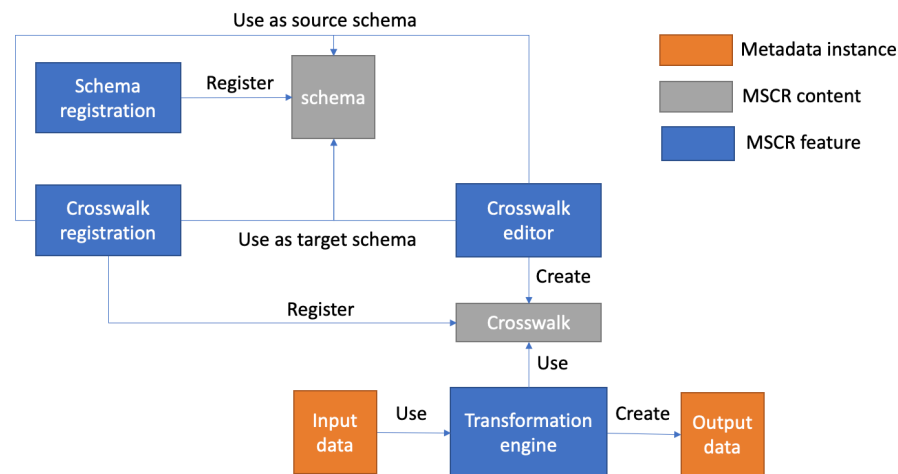 Use as source schema
Metadata instance
Schema
registration
Register
schema
MSCR content
MSCR feature
Crosswalk
registration
Use as target schema
Crosswalk
editor
Create
Register
Crosswalk
Use
Input
data
Use
Transformation
engine
Create
Output
data